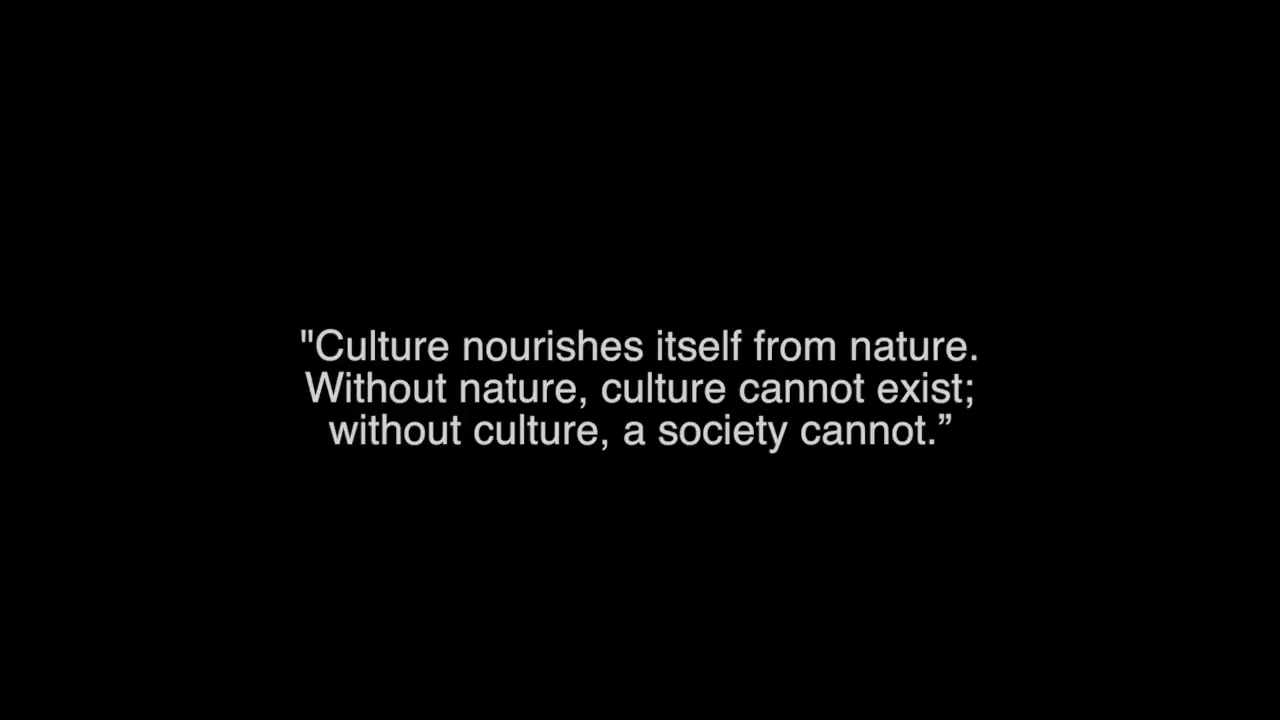 "Culture nourishes itself from nature.
Without nature, culture cannot exist;
without culture, a society cannot.”